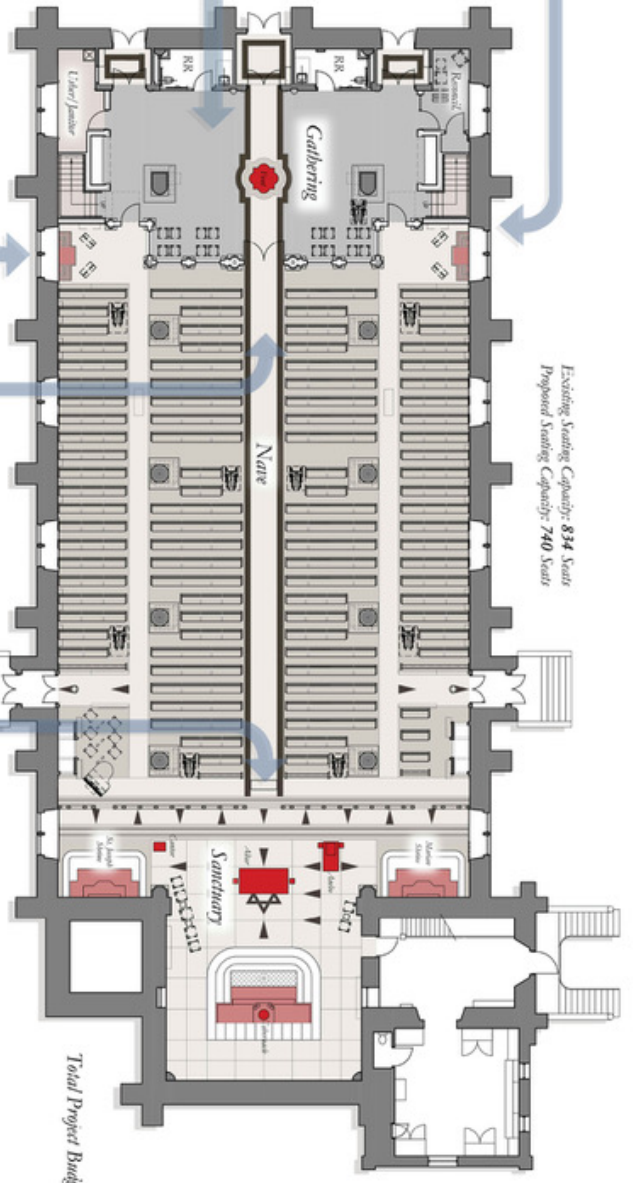 Existing Seating Capacity: 834 Seats
Proposed Seating Capacity: 740 Seats
Usher/Janitor
RR
RR
Reconcil.
Gathering
Font
Nave
St. Joseph Shrine
Cantor
Sanctuary
Altar
Ambo
Marian Shrine
Tabernacle
Total Project Budg